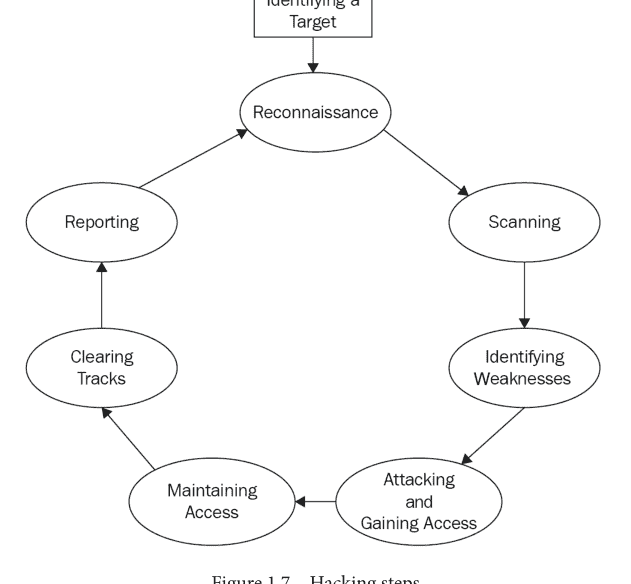 Identifying a
Target
Reconnaissance
Scanning
Identifying
Weaknesses
Attacking
and
Gaining Access
Maintaining
Access
Clearing
Tracks
Reporting
Figure 1.7 – Hacking steps